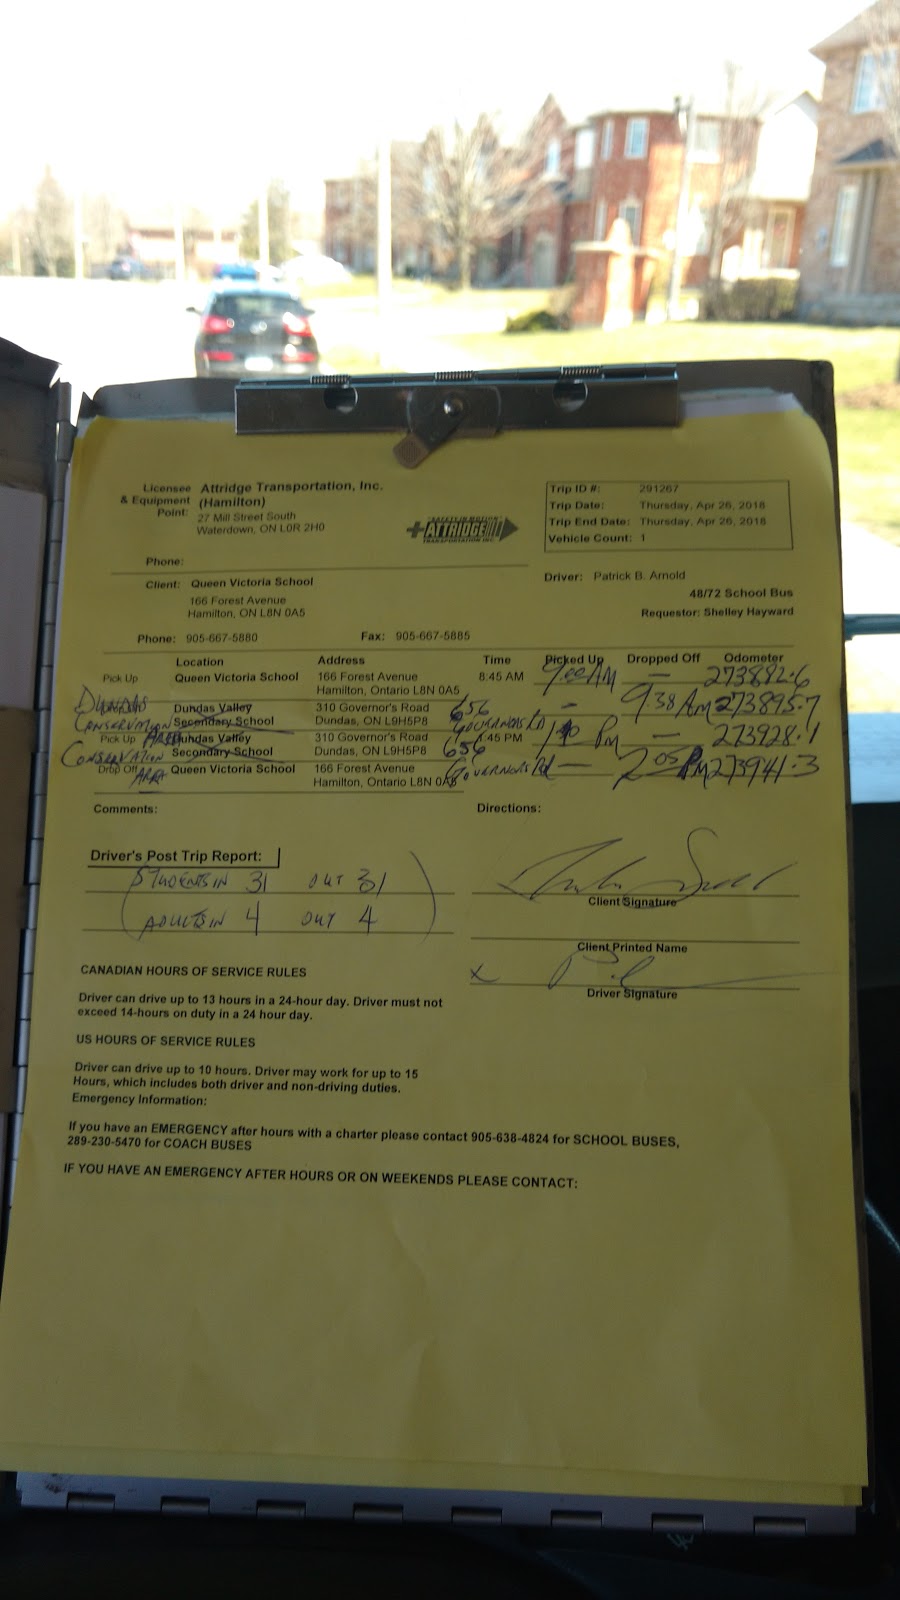 Licensee & Equipment Point: Attridge Transportation, Inc. (Hamilton)
27 Mill Street South
Waterdown, ON L0R 2H0
"SAFETY IN MOTION"
ATTRIDGE
TRANSPORTATION INC.
Trip ID #: 291267
Trip Date: Thursday, Apr 26, 2018
Trip End Date: Thursday, Apr 26, 2018
Vehicle Count: 1
Phone:
Client: Queen Victoria School
166 Forest Avenue
Hamilton, ON L8N 0A5
Driver: Patrick B. Arnold
48/72 School Bus
Requestor: Shelley Hayward
Phone: 905-667-5880 Fax: 905-667-5885
Location Address Time Picked Up Dropped Off Odometer
Pick Up Queen Victoria School 166 Forest Avenue 8:45 AM 9:00 AM — 273882.6
Hamilton, Ontario L8N 0A5
DUNDAS Dundas Valley 310 Governor's Road 656 — 9:38 AM 273895.7
CONSERVATION Secondary School Dundas, ON L9H5P8 GOVERNORS Rd
Pick Up AREA Dundas Valley 310 Governor's Road :45 PM PM — 273928.1
CONSERVATION Secondary School Dundas, ON L9H5P8 656
Drop Off AREA Queen Victoria School 166 Forest Avenue GOVERNORS Rd — 2:05 PM 273941.3
Hamilton, Ontario L8N 0A5
Comments: Directions:
Driver's Post Trip Report:
STUDENTS IN 31 OUT 31
ADULTS IN 4 OUT 4
Client Signature
Client Printed Name
X
Driver Signature
CANADIAN HOURS OF SERVICE RULES
Driver can drive up to 13 hours in a 24-hour day. Driver must not
exceed 14-hours on duty in a 24 hour day.
US HOURS OF SERVICE RULES
Driver can drive up to 10 hours. Driver may work for up to 15
Hours, which includes both driver and non-driving duties.
Emergency Information:
If you have an EMERGENCY after hours with a charter please contact 905-638-4824 for SCHOOL BUSES,
289-230-5470 for COACH BUSES
IF YOU HAVE AN EMERGENCY AFTER HOURS OR ON WEEKENDS PLEASE CONTACT: